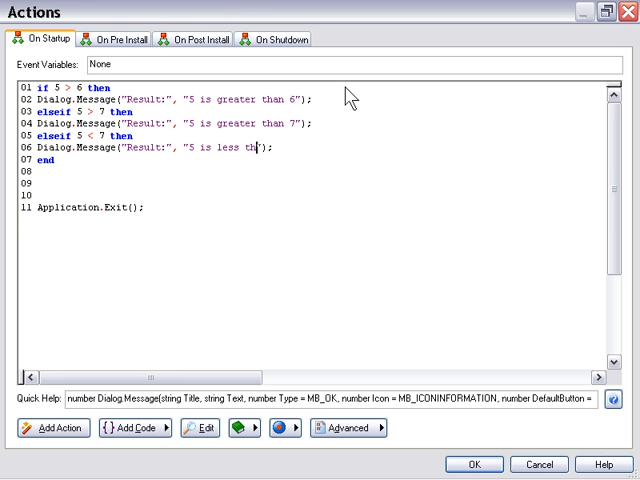 Actions
On Startup On Pre Install On Post Install On Shutdown
Event Variables: None
01 if 5 > 6 then
02 Dialog.Message("Result:", "5 is greater than 6");
03 elseif 5 > 7 then
04 Dialog.Message("Result:", "5 is greater than 7");
05 elseif 5 < 7 then
06 Dialog.Message("Result:", "5 is less th");
07 end
08
09
10
11 Application.Exit();
Quick Help: number Dialog.Message(string Title, string Text, number Type = MB_OK, number Icon = MB_ICONINFORMATION, number DefaultButton =
Add Action Add Code Edit Advanced
OK Cancel Help